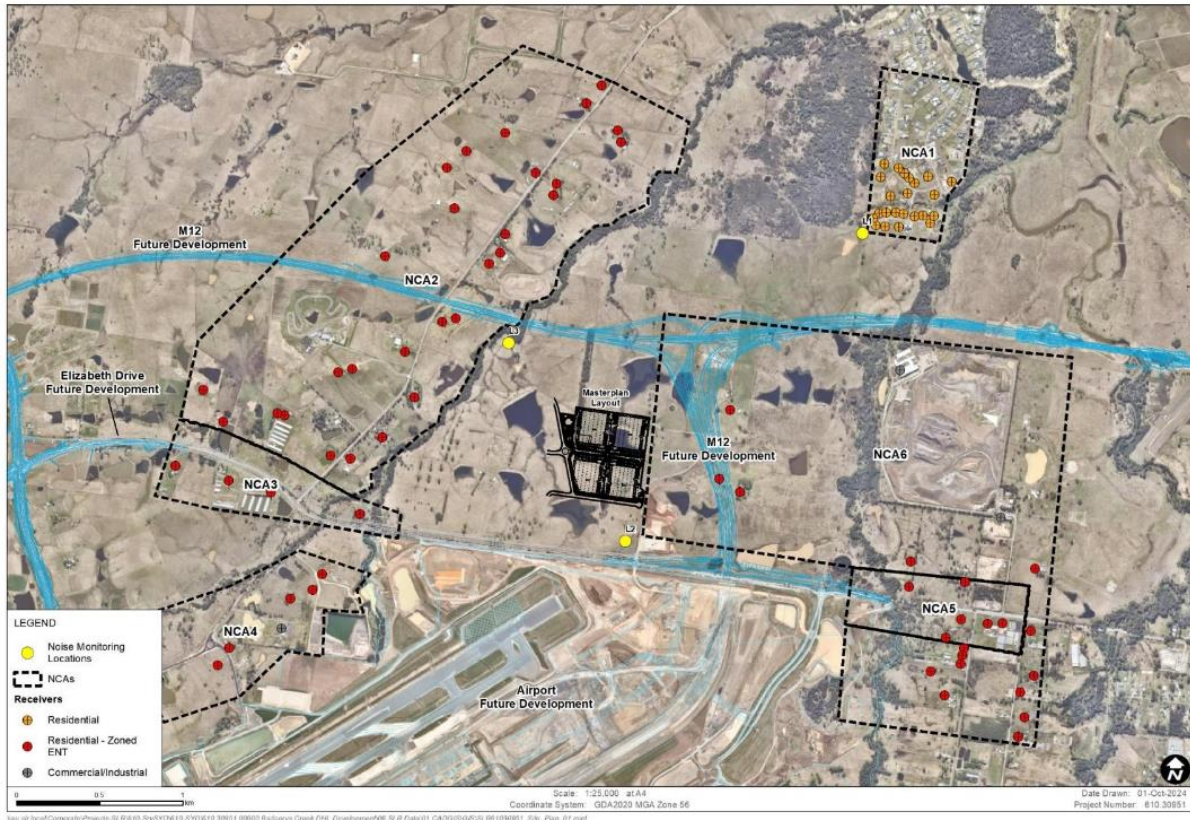 NCA1
L1
M12
Future Development
NCA2
L3
Elizabeth Drive
Future Development
Masterplan
Layout
M12
Future Development
NCA6
NCA3
L2
NCA5
NCA4
Airport
Future Development
LEGEND
Noise Monitoring
Locations
NCAs
Receivers
Residential
Residential - Zoned
ENT
Commercial/Industrial
0 0.5 1
km
N
Scale: 1:25,000 at A4
Coordinate System: GDA2020 MGA Zone 56
Date Drawn: 01-Oct-2024
Project Number: 610.30951